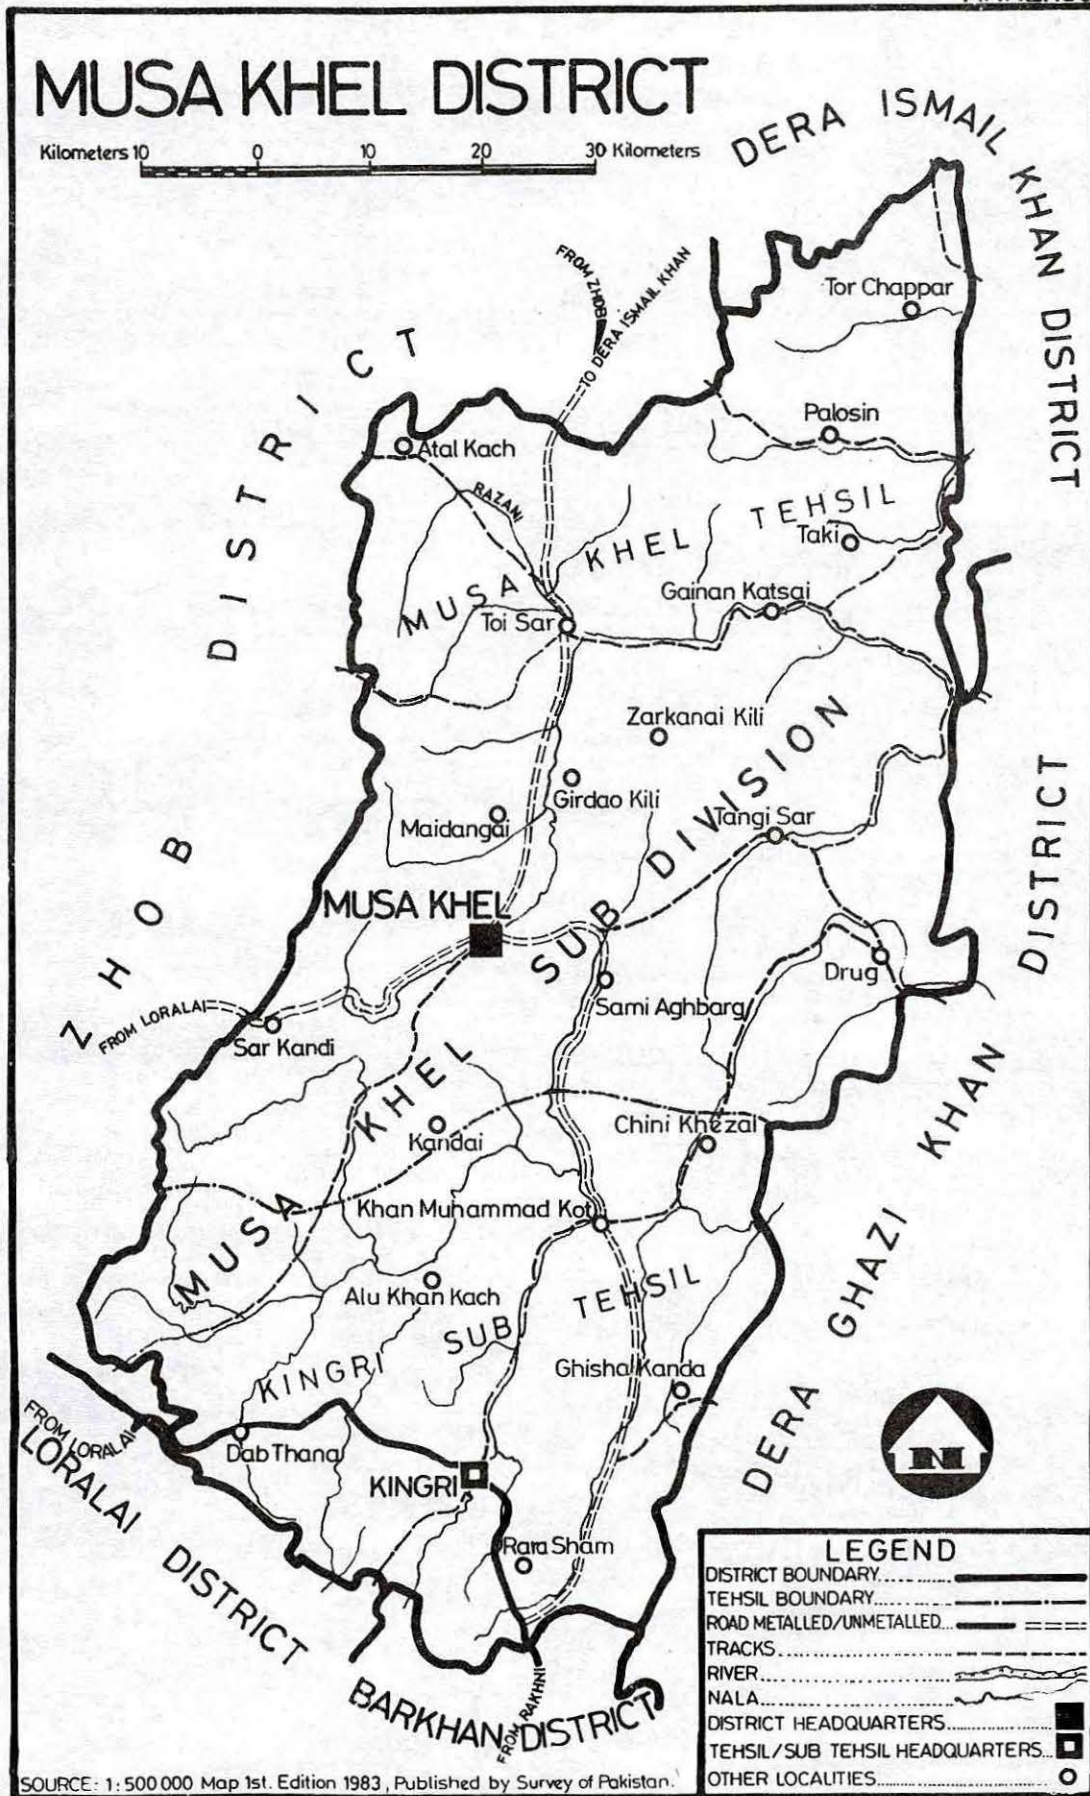 MUSA KHEL DISTRICT
Kilometers 10 0 10 20 30 Kilometers
DERA ISMAIL KHAN DISTRICT
FROM ZHOB
TO DERA ISMAIL KHAN
Tor Chappar
ZHOB DISTRICT
Palosin
Atal Kach
RAZANI
MUSA KHEL TEHSIL
Taki
Gainan Katsai
Toi Sar
Zarkanai Kili
Girdao Kili
Maidangai
Tangi Sar
MUSA KHEL SUB DIVISION
MUSA KHEL
Drug
Sami Aghbarg
FROM LORALAI
Sar Kandi
DERA GHAZI KHAN DISTRICT
Chini Khezal
Kandai
Khan Muhammad Kot
Alu Khan Kach
KINGRI SUB TEHSIL
Ghisha Kanda
FROM LORALAI
Dab Thana
KINGRI
LORALAI DISTRICT
Rara Sham
N
BARKHAN DISTRICT
FROM RAKHNI
LEGEND
DISTRICT BOUNDARY
TEHSIL BOUNDARY
ROAD METALLED/UNMETALLED
TRACKS
RIVER
NALA
DISTRICT HEADQUARTERS
TEHSIL/SUB TEHSIL HEADQUARTERS
OTHER LOCALITIES
SOURCE: 1:500 000 Map 1st. Edition 1983, Published by Survey of Pakistan.